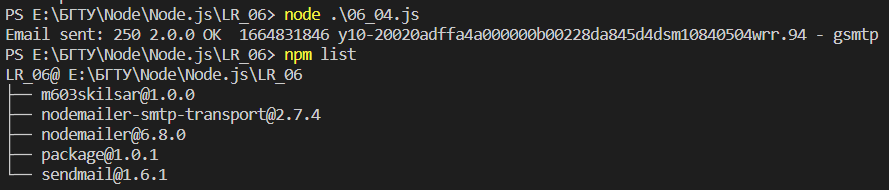 PS E:\БГТУ\Node\Node.js\LR_06> node .\06_04.js
Email sent: 250 2.0.0 OK  1664831846 y10-20020adffa4a000000b00228da845d4dsm10840504wrr.94 - gsmtp
PS E:\БГТУ\Node\Node.js\LR_06> npm list
LR_06@ E:\БГТУ\Node\Node.js\LR_06
├── m603skilsar@1.0.0
├── nodemailer-smtp-transport@2.7.4
├── nodemailer@6.8.0
├── package@1.0.1
└── sendmail@1.6.1